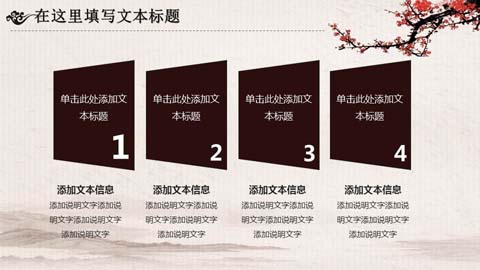 在这里填写文本标题
单击此处添加文
本标题
1
单击此处添加文
本标题
2
单击此处添加文
本标题
3
单击此处添加文
本标题
4
添加文本信息
添加说明文字添加说
明文字添加说明文字
添加说明文字
添加文本信息
添加说明文字添加说
明文字添加说明文字
添加说明文字
添加文本信息
添加说明文字添加说
明文字添加说明文字
添加说明文字
添加文本信息
添加说明文字添加说
明文字添加说明文字
添加说明文字